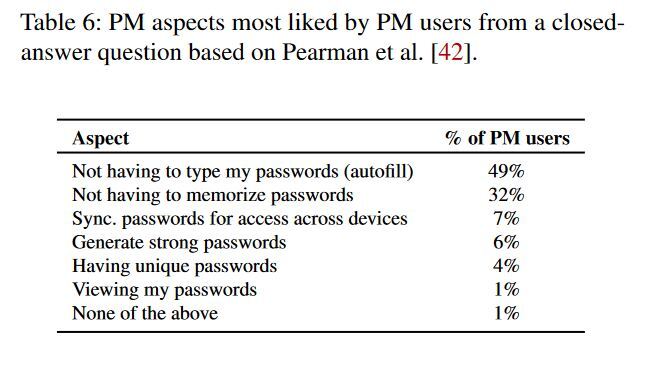 Table 6: PM aspects most liked by PM users from a closed-
answer question based on Pearman et al. [42].
Aspect % of PM users
Not having to type my passwords (autofill) 49%
Not having to memorize passwords 32%
Sync. passwords for access across devices 7%
Generate strong passwords 6%
Having unique passwords 4%
Viewing my passwords 1%
None of the above 1%